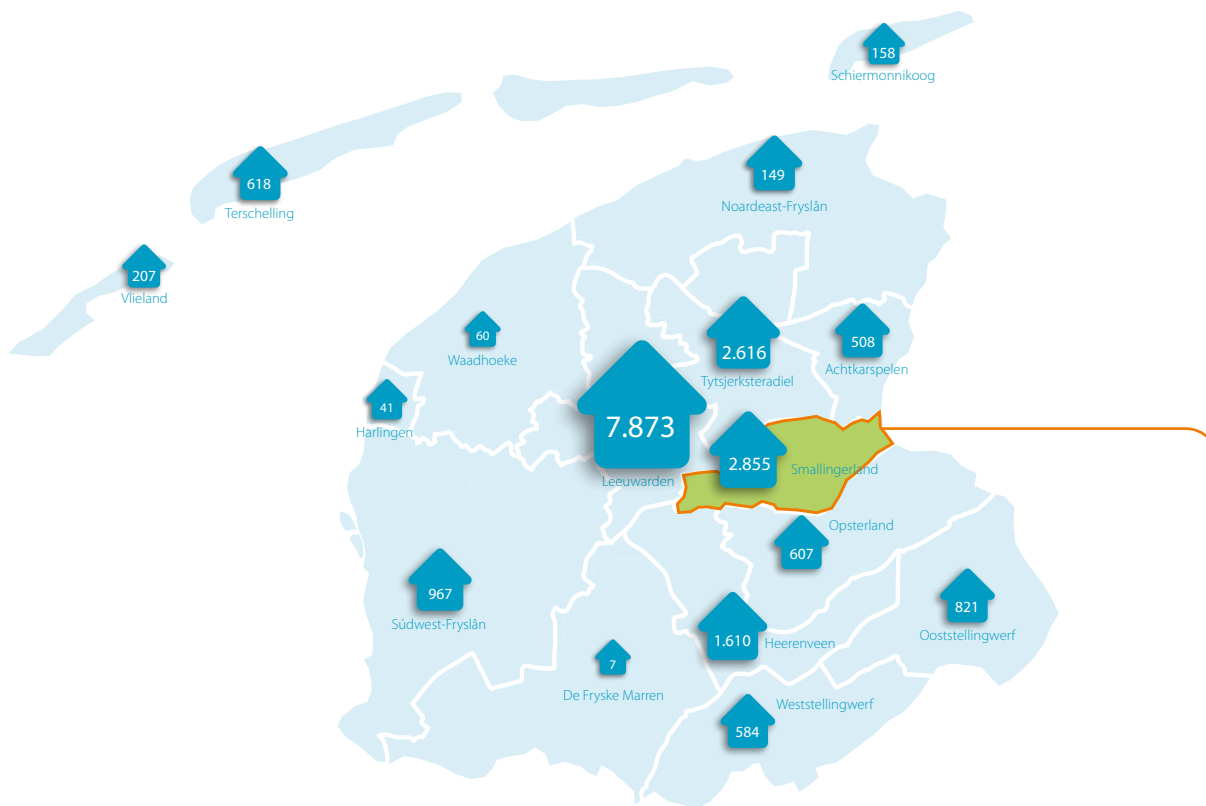 158
Schiermonnikoog
149
Noardeast-Fryslân
618
Terschelling
207
Vlieland
60
Waadhoeke
2.616
Tytsjerksteradiel
508
Achtkarspelen
41
Harlingen
7.873
Leeuwarden
2.855
Smallingerland
Opsterland
607
967
Súdwest-Fryslân
821
Ooststellingwerf
1.610
Heerenveen
7
De Fryske Marren
Weststellingwerf
584